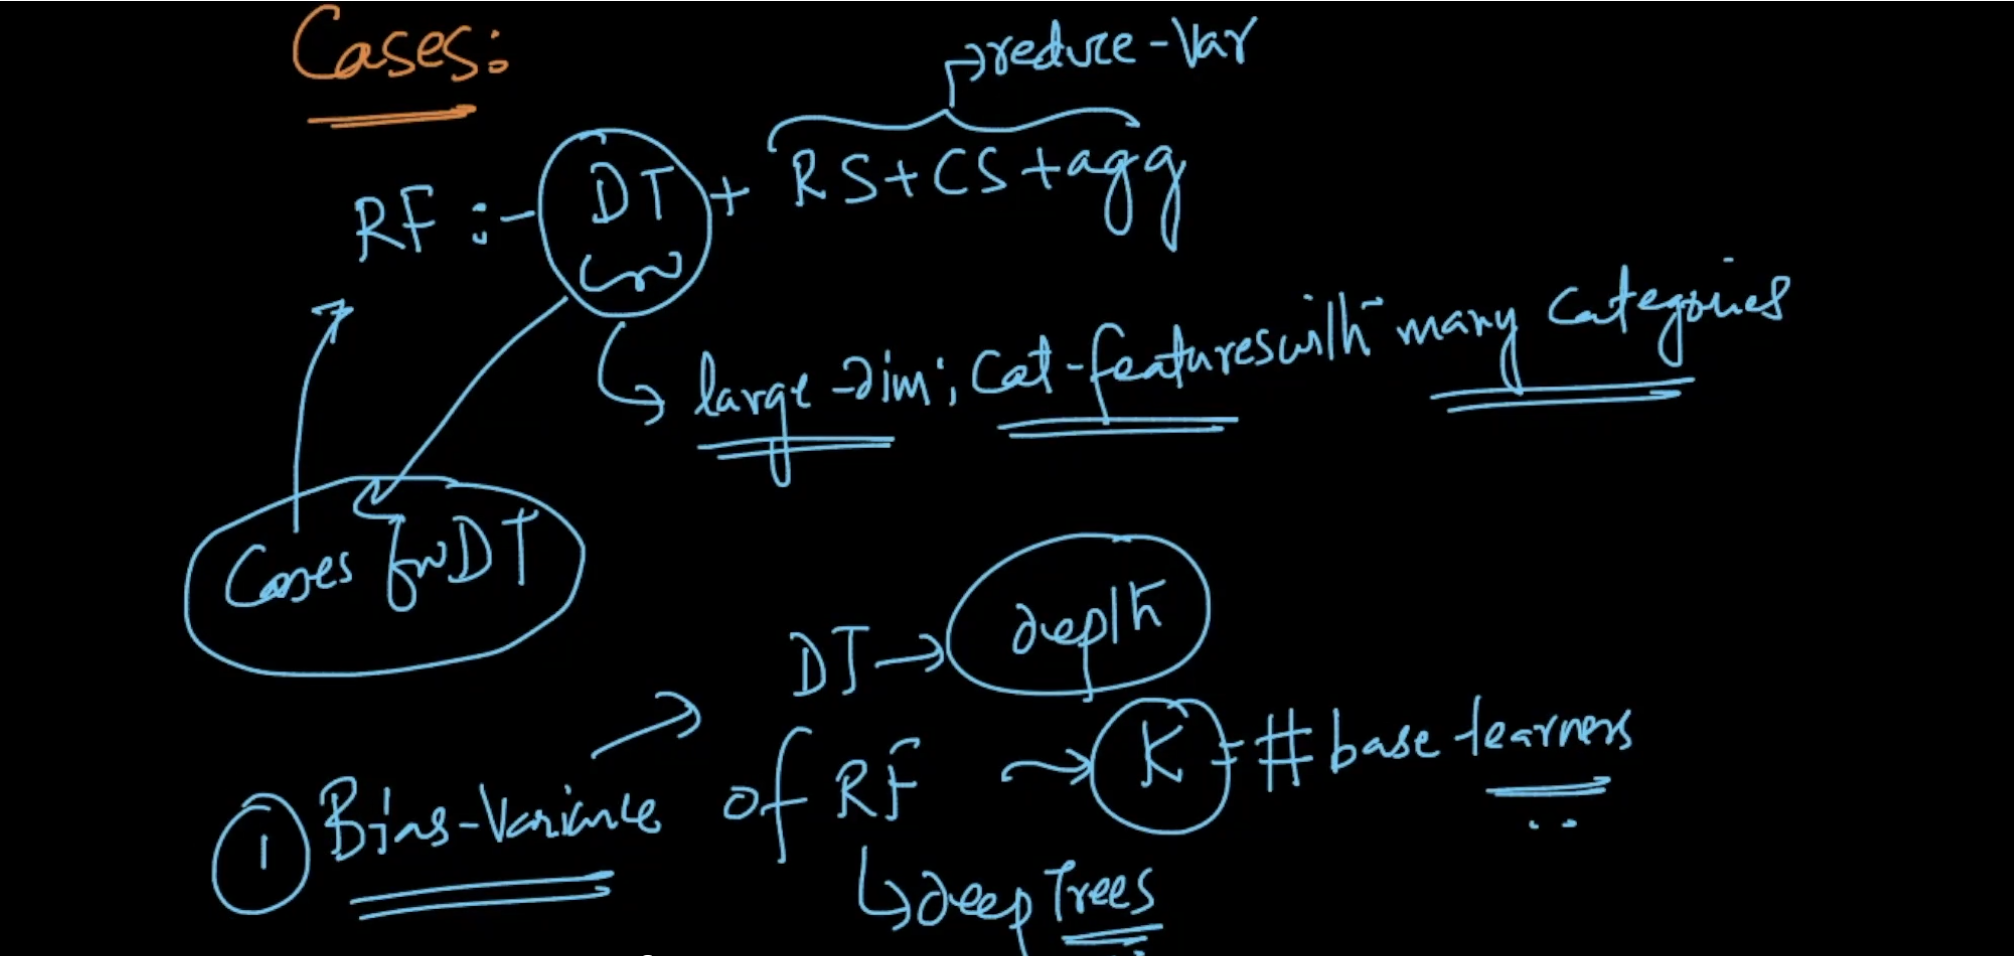 Cases:
reduce-Var
RF :- DT + RS+CS+agg
large-dim; Cat-features with many categories
Cases for DT
DT → depth
① Bias-Variance of RF → K = # base-learners
deep Trees